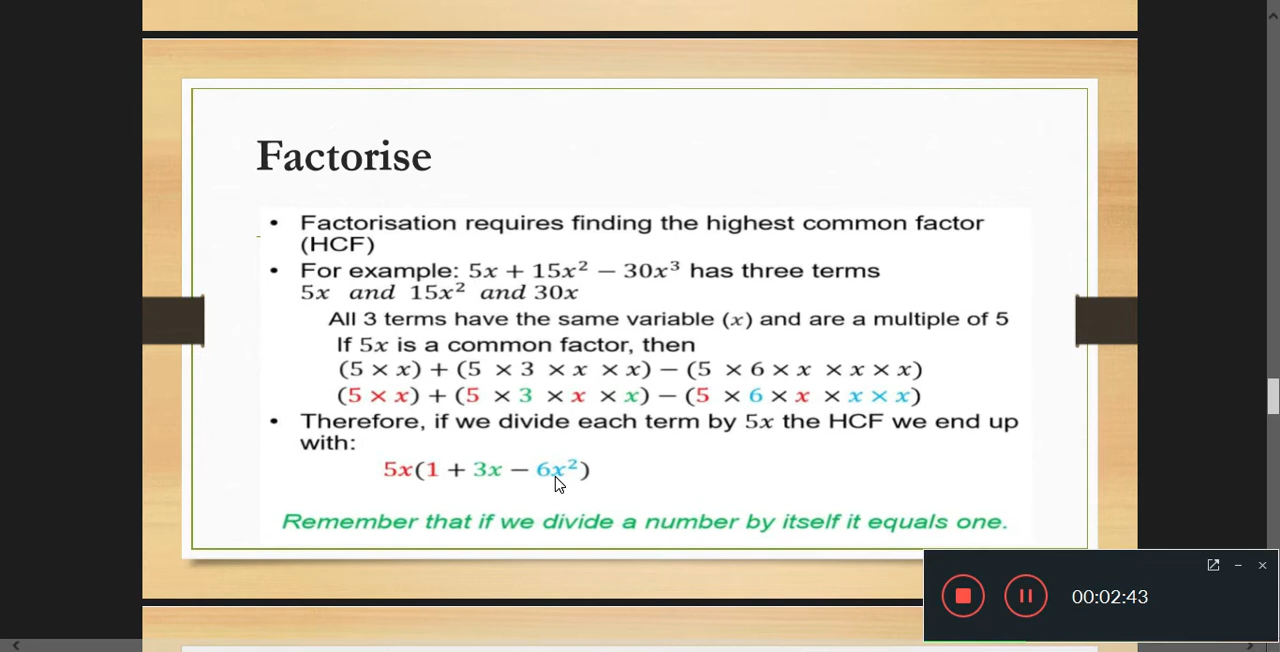 Factorise
• Factorisation requires finding the highest common factor
(HCF)
• For example: 5x + 15x² − 30x³ has three terms
5x and 15x² and 30x
All 3 terms have the same variable (x) and are a multiple of 5
If 5x is a common factor, then
(5 × x) + (5 × 3 × x × x) − (5 × 6 × x × x × x)
(5 × x) + (5 × 3 × x × x) − (5 × 6 × x × x × x)
• Therefore, if we divide each term by 5x the HCF we end up
with:
5x(1 + 3x − 6x²)
Remember that if we divide a number by itself it equals one.
00:02:43